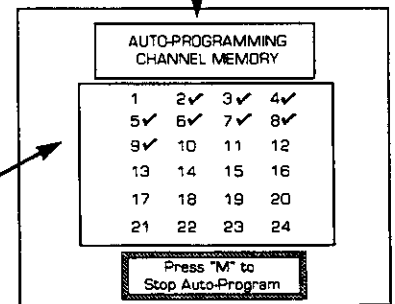 AUTO-PROGRAMMING
CHANNEL MEMORY
1 2✓ 3✓ 4✓
5✓ 6✓ 7✓ 8✓
9✓ 10 11 12
13 14 15 16
17 18 19 20
21 22 23 24
Press "M" to
Stop Auto-Program